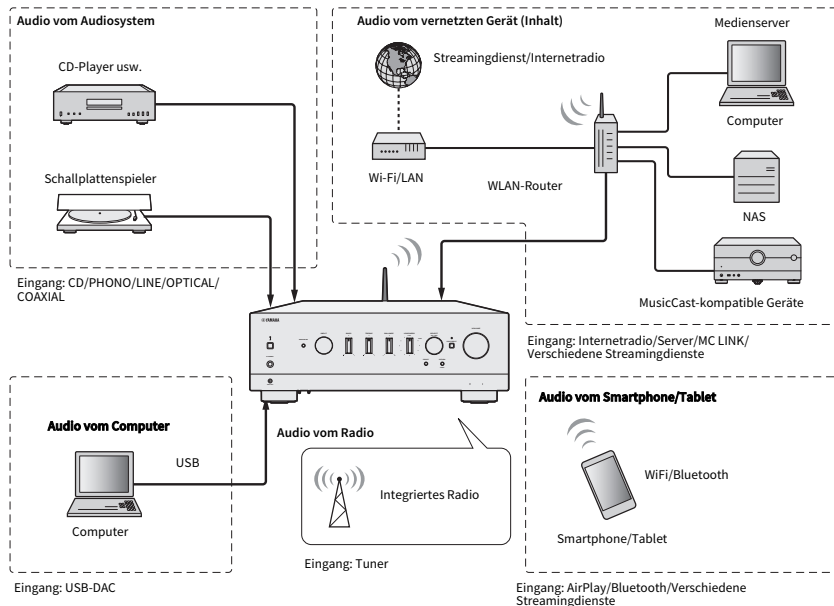 Audio vom Audiosystem
CD-Player usw.
Schallplattenspieler
Eingang: CD/PHONO/LINE/OPTICAL/
COAXIAL
Audio vom vernetzten Gerät (Inhalt)
Streamingdienst/Internetradio
Wi-Fi/LAN
WLAN-Router
Medienserver
Computer
NAS
MusicCast-kompatible Geräte
Eingang: Internetradio/Server/MC LINK/
Verschiedene Streamingdienste
YAMAHA
Audio vom Computer
USB
Computer
Eingang: USB-DAC
Audio vom Radio
Integriertes Radio
Eingang: Tuner
Audio vom Smartphone/Tablet
WiFi/Bluetooth
Smartphone/Tablet
Eingang: AirPlay/Bluetooth/Verschiedene
Streamingdienste